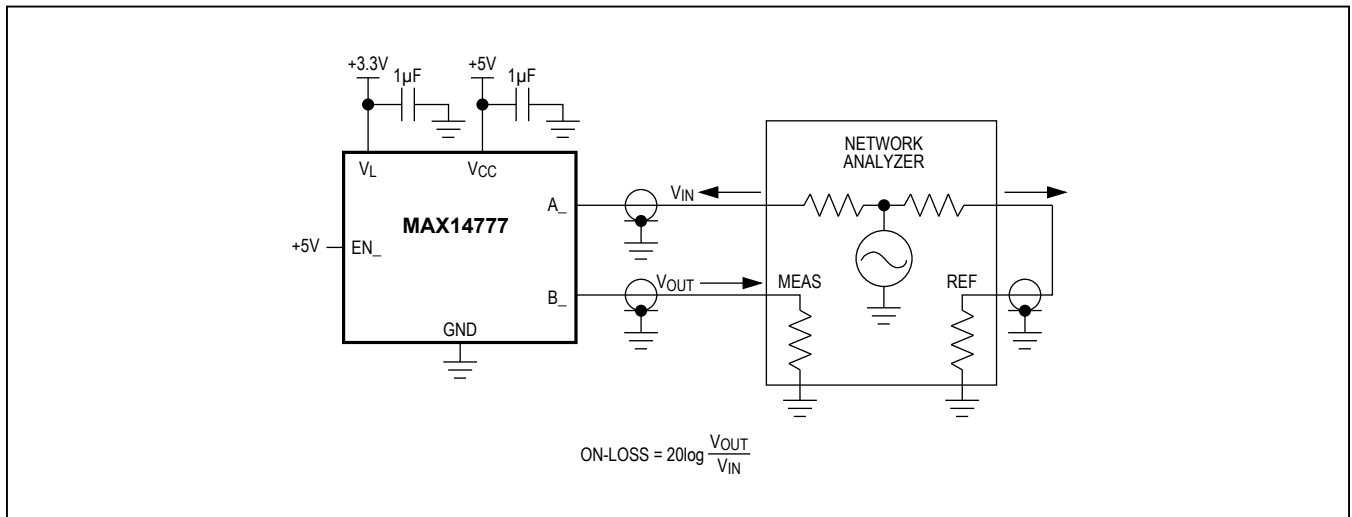 +3.3V
1µF
+5V
1µF
VL
VCC
MAX14777
+5V
EN_
A_
B_
GND
VIN
VOUT
NETWORK
ANALYZER
MEAS
REF
ON-LOSS = 20log VOUT/VIN